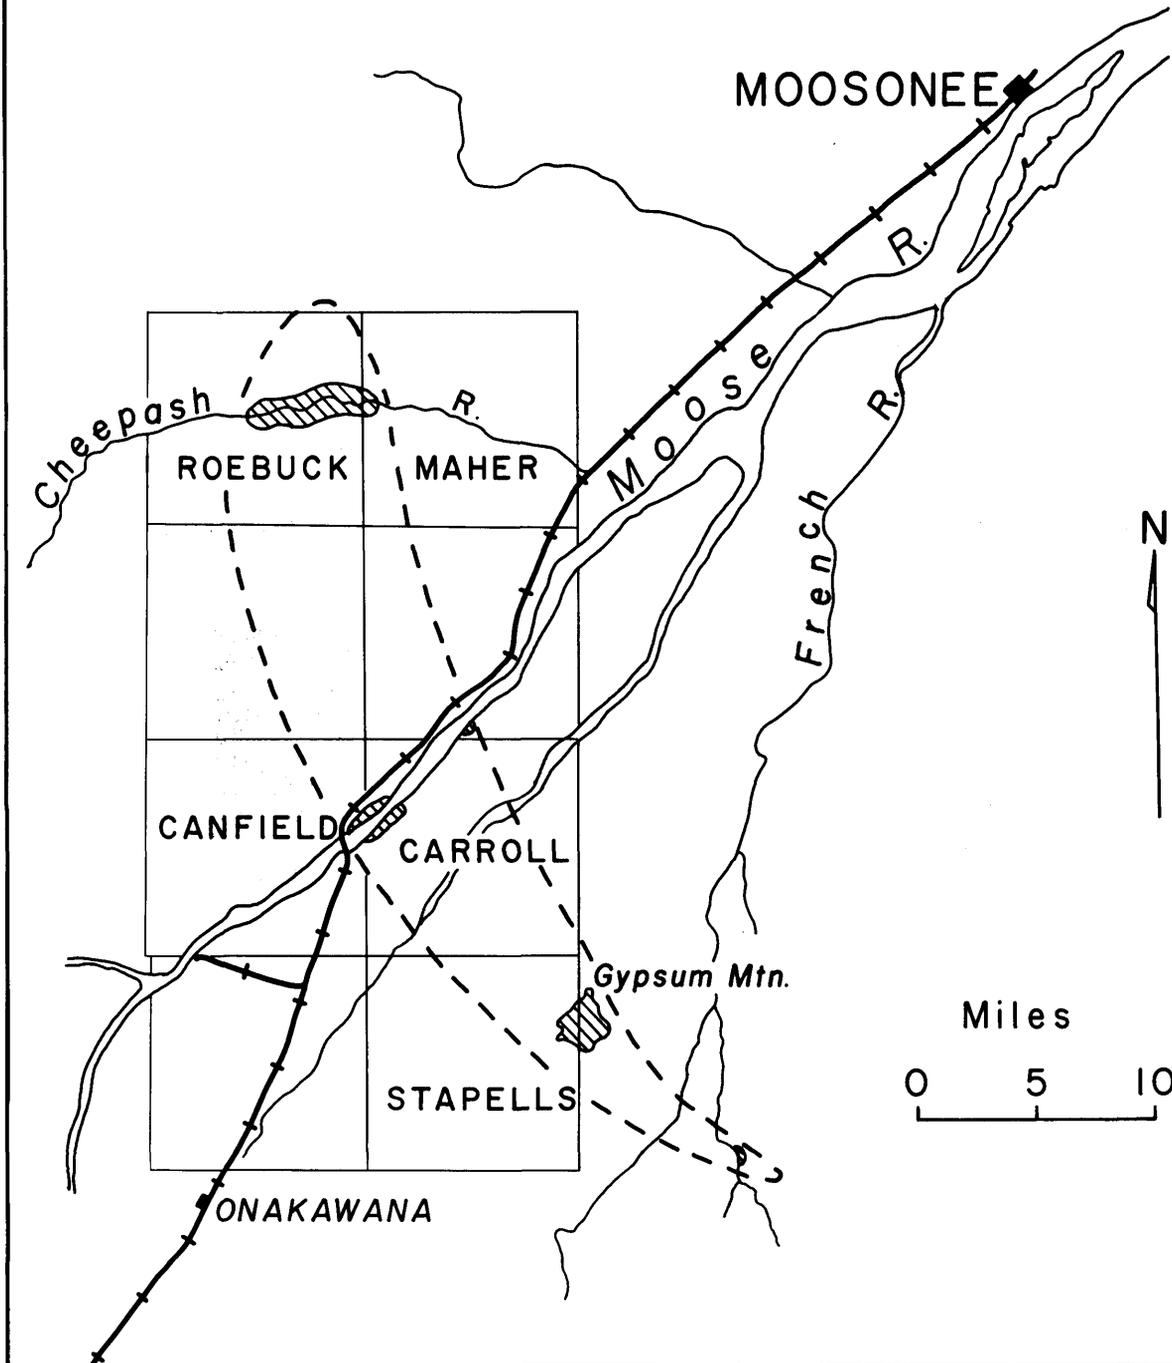 MOOSONEE
Moose R.
Cheepash R.
ROEBUCK
MAHER
French R.
N
CANFIELD
CARROLL
Gypsum Mtn.
Miles
0 5 10
STAPELLS
ONAKAWANA